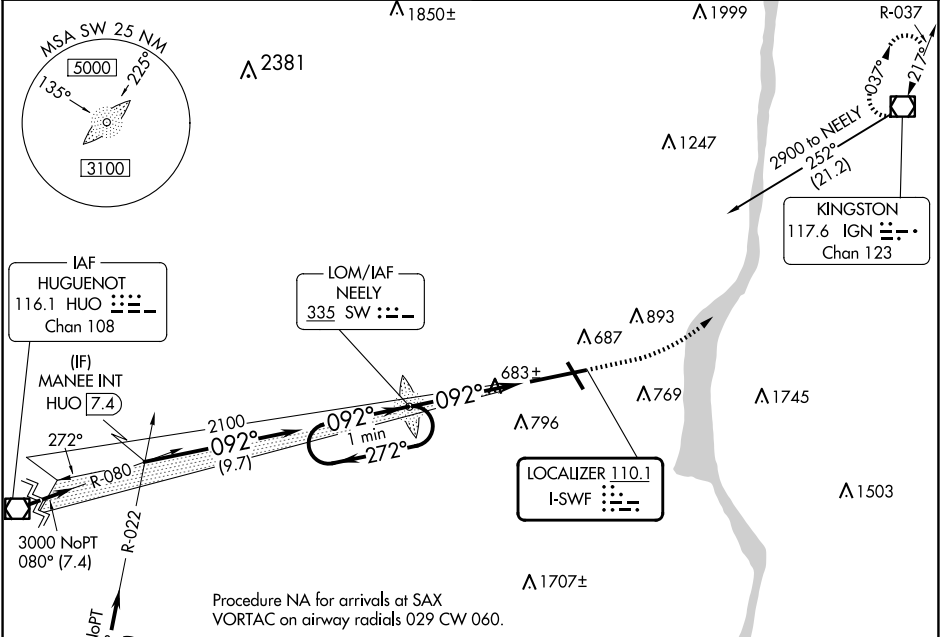 1850±
1999
R-037
MSA SW 25 NM
5000
225°
135°
3100
2381
037°
217°
1247
2900 to NEELY
252°
(21.2)
KINGSTON
117.6 IGN
Chan 123
IAF
HUGUENOT
116.1 HUO
Chan 108
LOM/IAF
NEELY
335 SW
893
687
(IF)
MANEE INT
HUO 7.4
683±
769
1745
2100
092°
092°
092°
1 min
272°
796
272°
R-080
(9.7)
LOCALIZER 110.1
I-SWF
1503
R-022
3000 NoPT
080° (7.4)
1707±
NoPT
Procedure NA for arrivals at SAX
VORTAC on airway radials 029 CW 060.